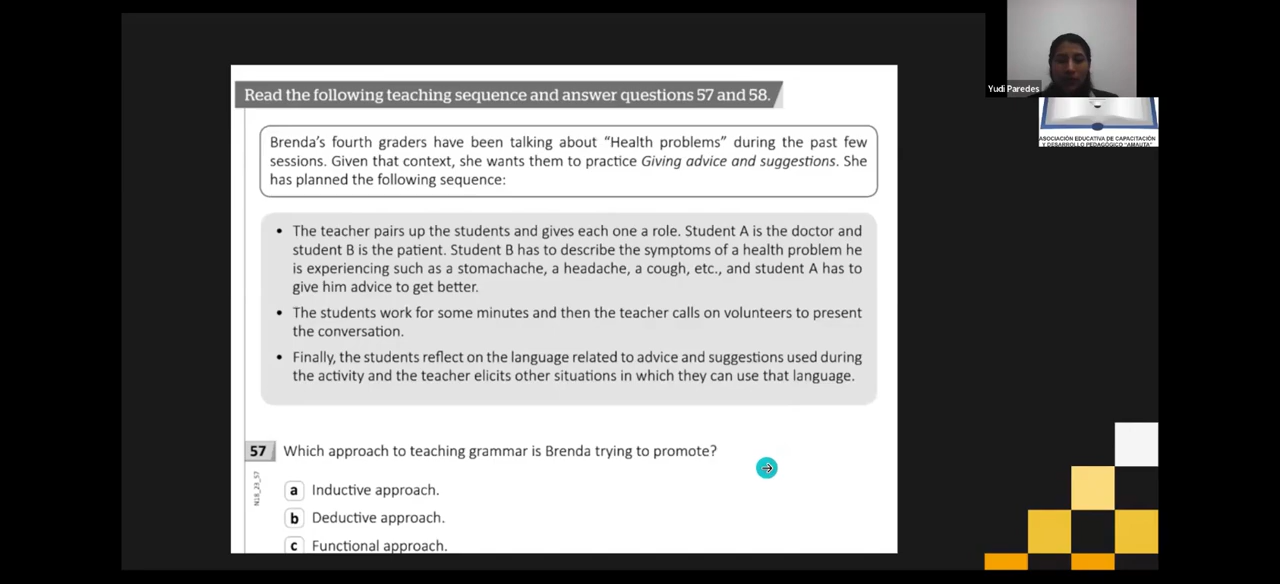 Yudi Paredes
ASOCIACIÓN EDUCATIVA DE CAPACITACIÓN
Y DESARROLLO PEDAGÓGICO "AMAUTA"
Read the following teaching sequence and answer questions 57 and 58.
Brenda's fourth graders have been talking about "Health problems" during the past few
sessions. Given that context, she wants them to practice Giving advice and suggestions. She
has planned the following sequence:
• The teacher pairs up the students and gives each one a role. Student A is the doctor and
student B is the patient. Student B has to describe the symptoms of a health problem he
is experiencing such as a stomachache, a headache, a cough, etc., and student A has to
give him advice to get better.
• The students work for some minutes and then the teacher calls on volunteers to present
the conversation.
• Finally, the students reflect on the language related to advice and suggestions used during
the activity and the teacher elicits other situations in which they can use that language.
57 Which approach to teaching grammar is Brenda trying to promote?
N18_23_57
a Inductive approach.
b Deductive approach.
c Functional approach.